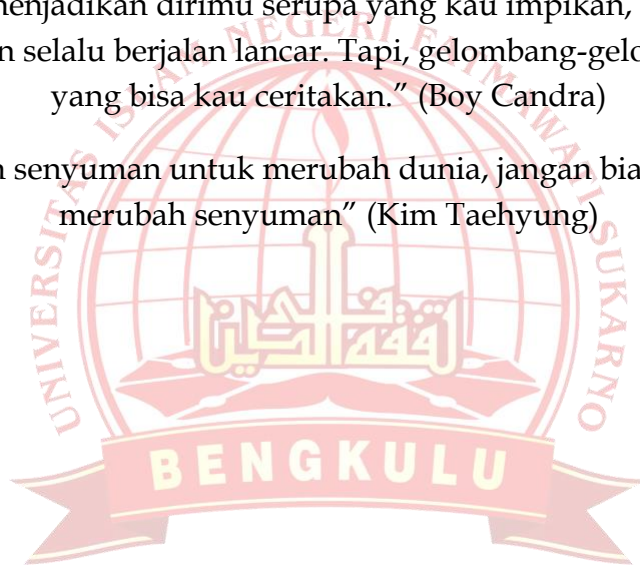 menjadikan dirimu serupa yang kau impikan,
n selalu berjalan lancar. Tapi, gelombang-gelo
yang bisa kau ceritakan." (Boy Candra)
n senyuman untuk merubah dunia, jangan bia
merubah senyuman" (Kim Taehyung)
UNIVERSITAS ISLAM NEGERI FATMAWATI SUKARNO
BENGKULU